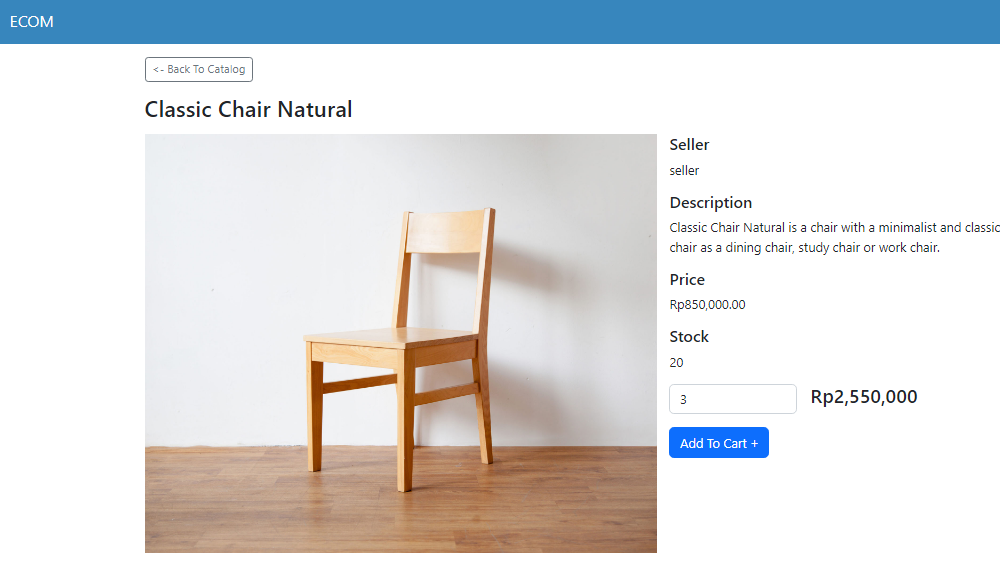 ECOM
<- Back To Catalog
Classic Chair Natural
Seller
seller
Description
Classic Chair Natural is a chair with a minimalist and classic
chair as a dining chair, study chair or work chair.
Price
Rp850,000.00
Stock
20
3
Rp2,550,000
Add To Cart +